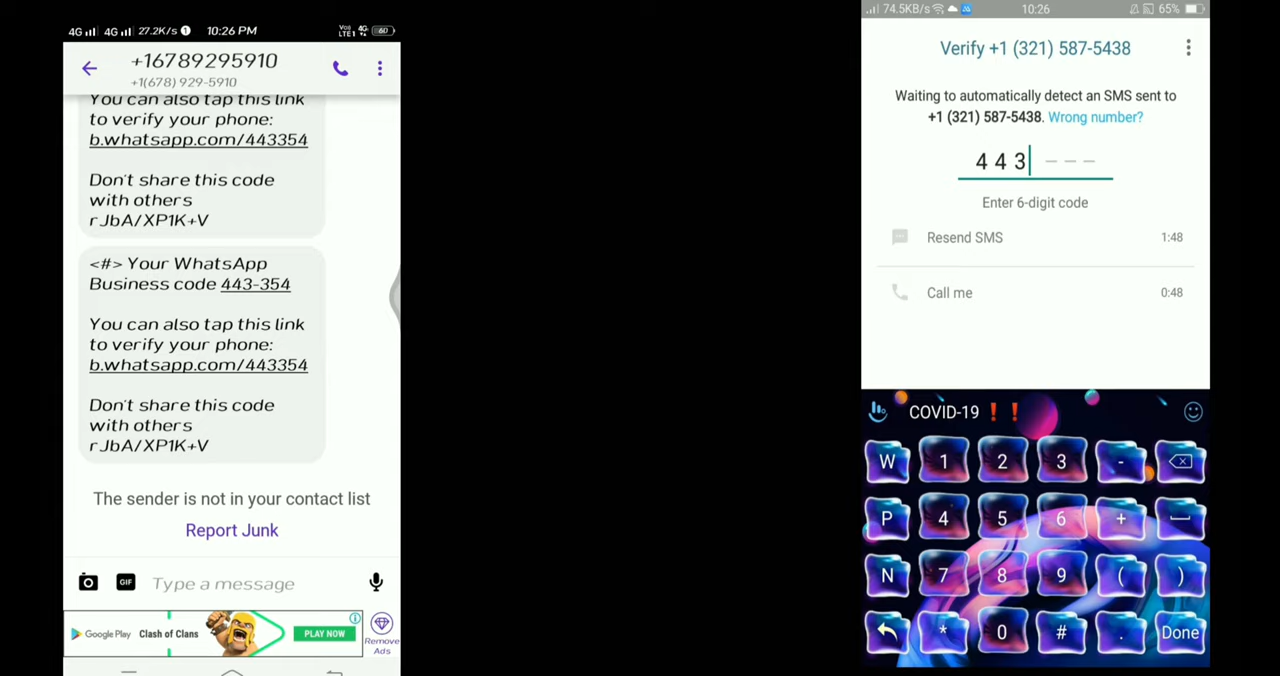 4G 4G 27.2K/s 1 10:26 PM VoLTE1 4G 60
+16789295910
+1(678) 929-5910
You can also tap this link
to verify your phone:
b.whatsapp.com/443354
Don't share this code
with others
rJbA/XP1K+V
<#> Your WhatsApp
Business code 443-354
You can also tap this link
to verify your phone:
b.whatsapp.com/443354
Don't share this code
with others
rJbA/XP1K+V
The sender is not in your contact list
Report Junk
GIF Type a message
Google Play Clash of Clans PLAY NOW
Remove
Ads
74.5KB/s 10:26 65%
Verify +1 (321) 587-5438
Waiting to automatically detect an SMS sent to
+1 (321) 587-5438. Wrong number?
4 4 3 – – –
Enter 6-digit code
Resend SMS 1:48
Call me 0:48
COVID-19 ❗ ❗
W 1 2 3 -
P 4 5 6 +
N 7 8 9 ( )
* 0 # . Done